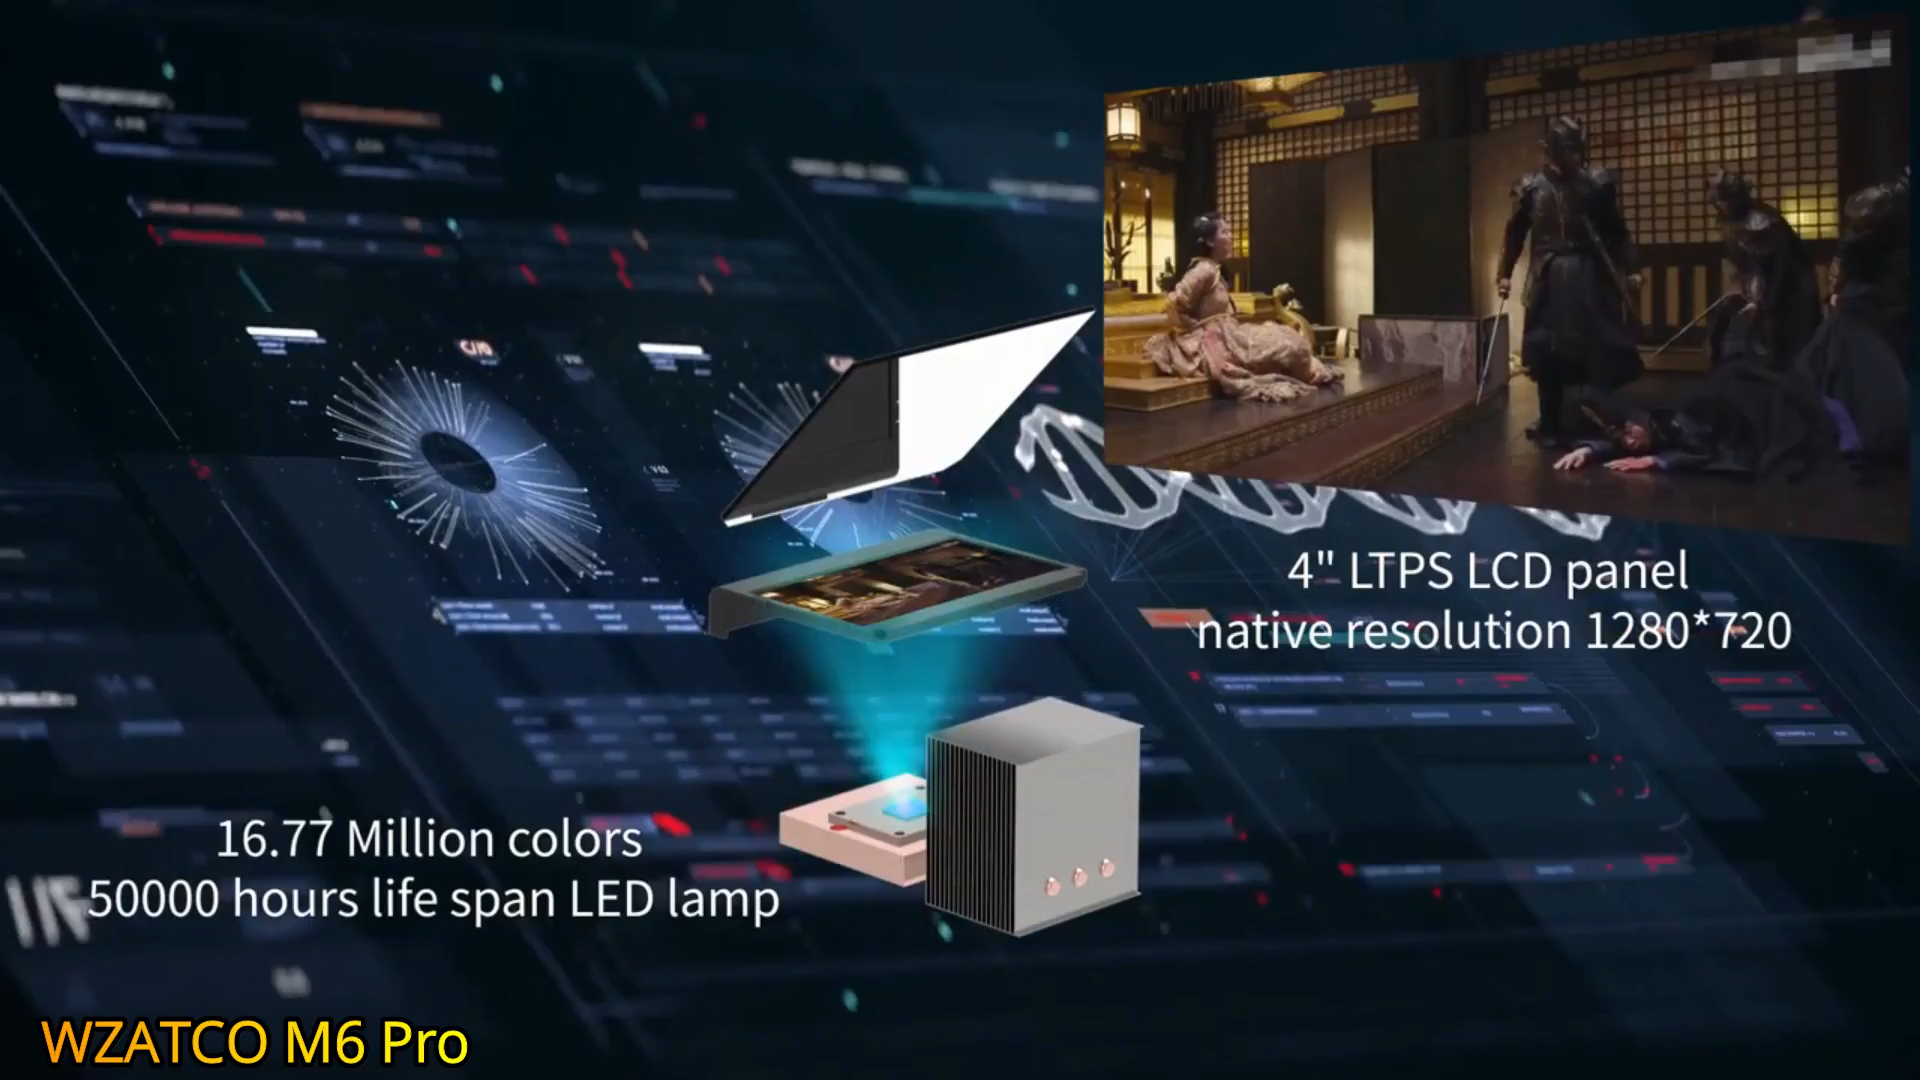 4" LTPS LCD panel
native resolution 1280*720
16.77 Million colors
50000 hours life span LED lamp
WZATCO M6 Pro